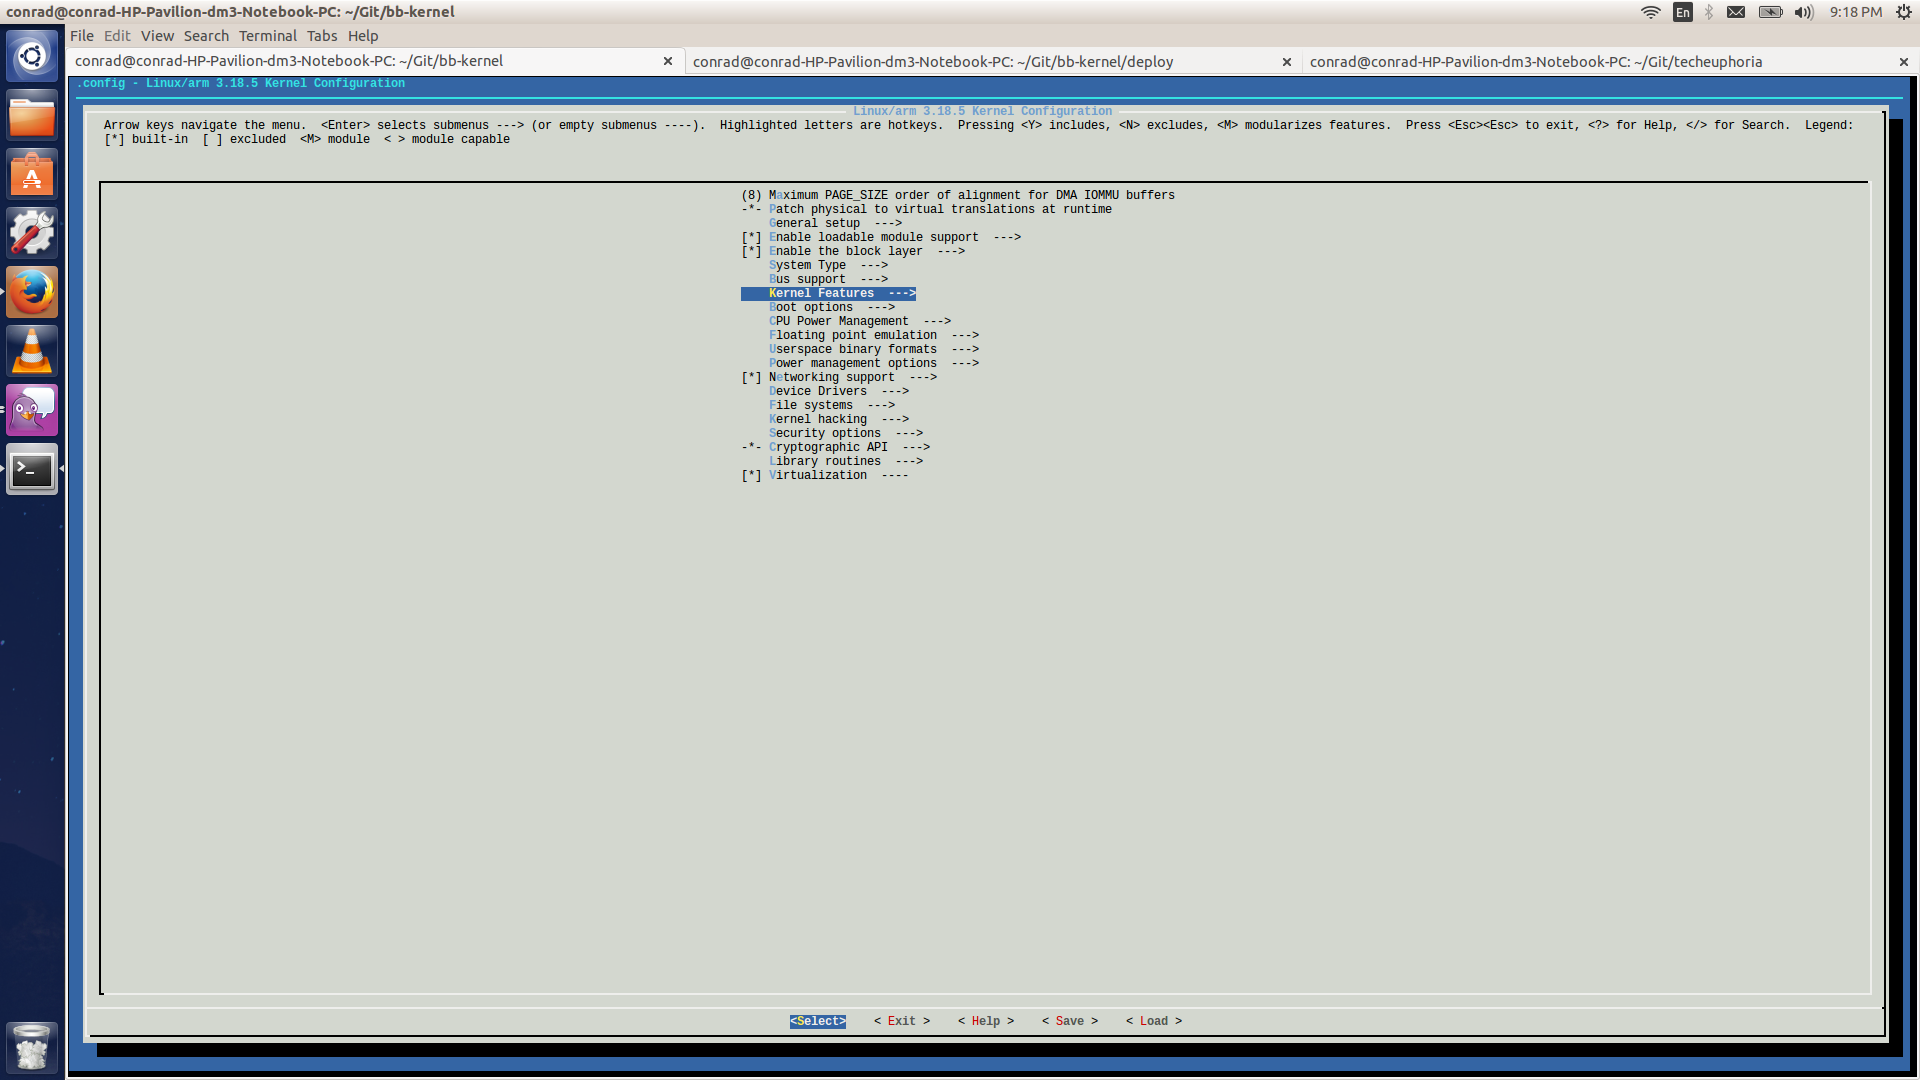 conrad@conrad-HP-Pavilion-dm3-Notebook-PC: ~/Git/bb-kernel
En
9:18 PM
File Edit View Search Terminal Tabs Help
conrad@conrad-HP-Pavilion-dm3-Notebook-PC: ~/Git/bb-kernel × conrad@conrad-HP-Pavilion-dm3-Notebook-PC: ~/Git/bb-kernel/deploy × conrad@conrad-HP-Pavilion-dm3-Notebook-PC: ~/Git/techeuphoria ×
.config - Linux/arm 3.18.5 Kernel Configuration
Linux/arm 3.18.5 Kernel Configuration
Arrow keys navigate the menu.  <Enter> selects submenus ---> (or empty submenus ----).  Highlighted letters are hotkeys.  Pressing <Y> includes, <N> excludes, <M> modularizes features.  Press <Esc><Esc> to exit, <?> for Help, </> for Search.  Legend:
[*] built-in  [ ] excluded  <M> module  < > module capable
(8) Maximum PAGE_SIZE order of alignment for DMA IOMMU buffers
-*- Patch physical to virtual translations at runtime
General setup  --->
[*] Enable loadable module support  --->
[*] Enable the block layer  --->
System Type  --->
Bus support  --->
Kernel Features  --->
Boot options  --->
CPU Power Management  --->
Floating point emulation  --->
Userspace binary formats  --->
Power management options  --->
[*] Networking support  --->
Device Drivers  --->
File systems  --->
Kernel hacking  --->
Security options  --->
-*- Cryptographic API  --->
Library routines  --->
[*] Virtualization  ----
<Select>    < Exit >    < Help >    < Save >    < Load >